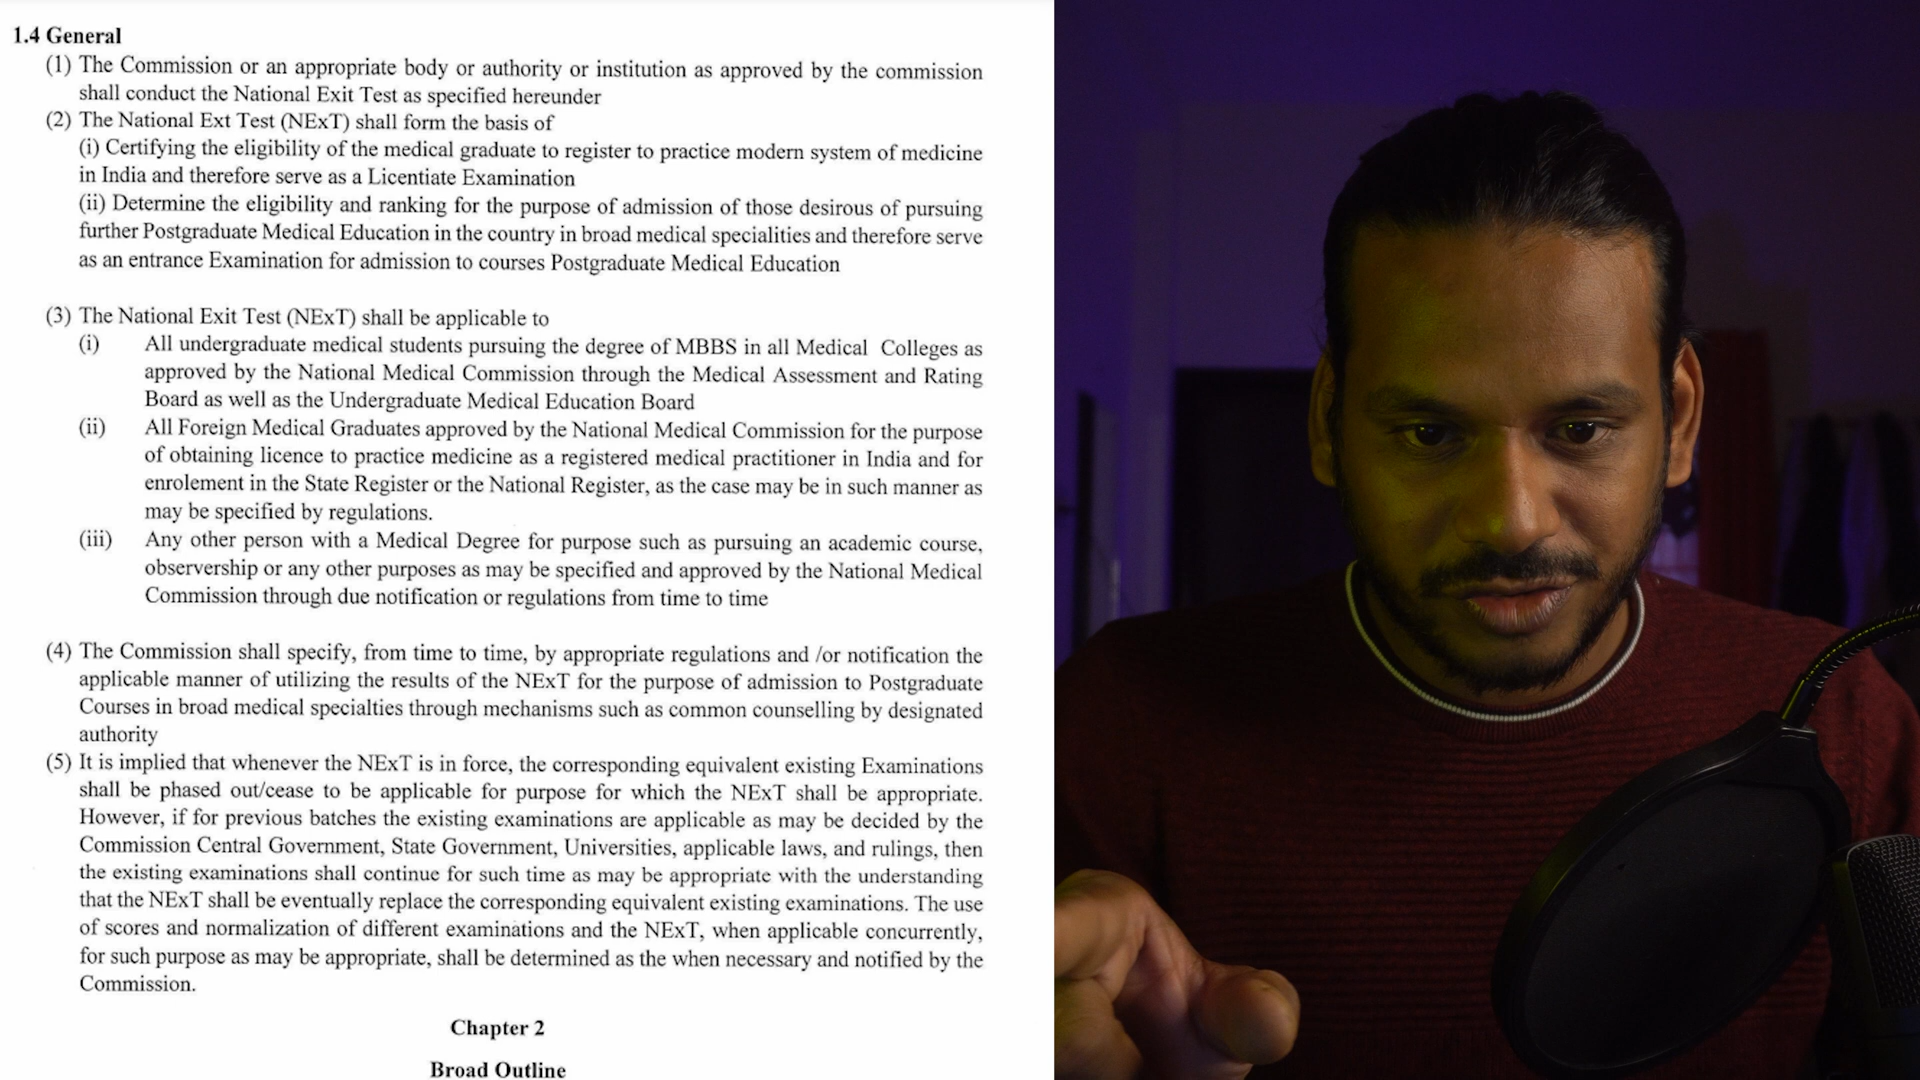 1.4 General
(1) The Commission or an appropriate body or authority or institution as approved by the commission
shall conduct the National Exit Test as specified hereunder
(2) The National Ext Test (NExT) shall form the basis of
(i) Certifying the eligibility of the medical graduate to register to practice modern system of medicine
in India and therefore serve as a Licentiate Examination
(ii) Determine the eligibility and ranking for the purpose of admission of those desirous of pursuing
further Postgraduate Medical Education in the country in broad medical specialities and therefore serve
as an entrance Examination for admission to courses Postgraduate Medical Education
(3) The National Exit Test (NExT) shall be applicable to
(i) All undergraduate medical students pursuing the degree of MBBS in all Medical Colleges as
approved by the National Medical Commission through the Medical Assessment and Rating
Board as well as the Undergraduate Medical Education Board
(ii) All Foreign Medical Graduates approved by the National Medical Commission for the purpose
of obtaining licence to practice medicine as a registered medical practitioner in India and for
enrolement in the State Register or the National Register, as the case may be in such manner as
may be specified by regulations.
(iii) Any other person with a Medical Degree for purpose such as pursuing an academic course,
observership or any other purposes as may be specified and approved by the National Medical
Commission through due notification or regulations from time to time
(4) The Commission shall specify, from time to time, by appropriate regulations and /or notification the
applicable manner of utilizing the results of the NExT for the purpose of admission to Postgraduate
Courses in broad medical specialties through mechanisms such as common counselling by designated
authority
(5) It is implied that whenever the NExT is in force, the corresponding equivalent existing Examinations
shall be phased out/cease to be applicable for purpose for which the NExT shall be appropriate.
However, if for previous batches the existing examinations are applicable as may be decided by the
Commission Central Government, State Government, Universities, applicable laws, and rulings, then
the existing examinations shall continue for such time as may be appropriate with the understanding
that the NExT shall be eventually replace the corresponding equivalent existing examinations. The use
of scores and normalization of different examinations and the NExT, when applicable concurrently,
for such purpose as may be appropriate, shall be determined as the when necessary and notified by the
Commission.
Chapter 2
Broad Outline